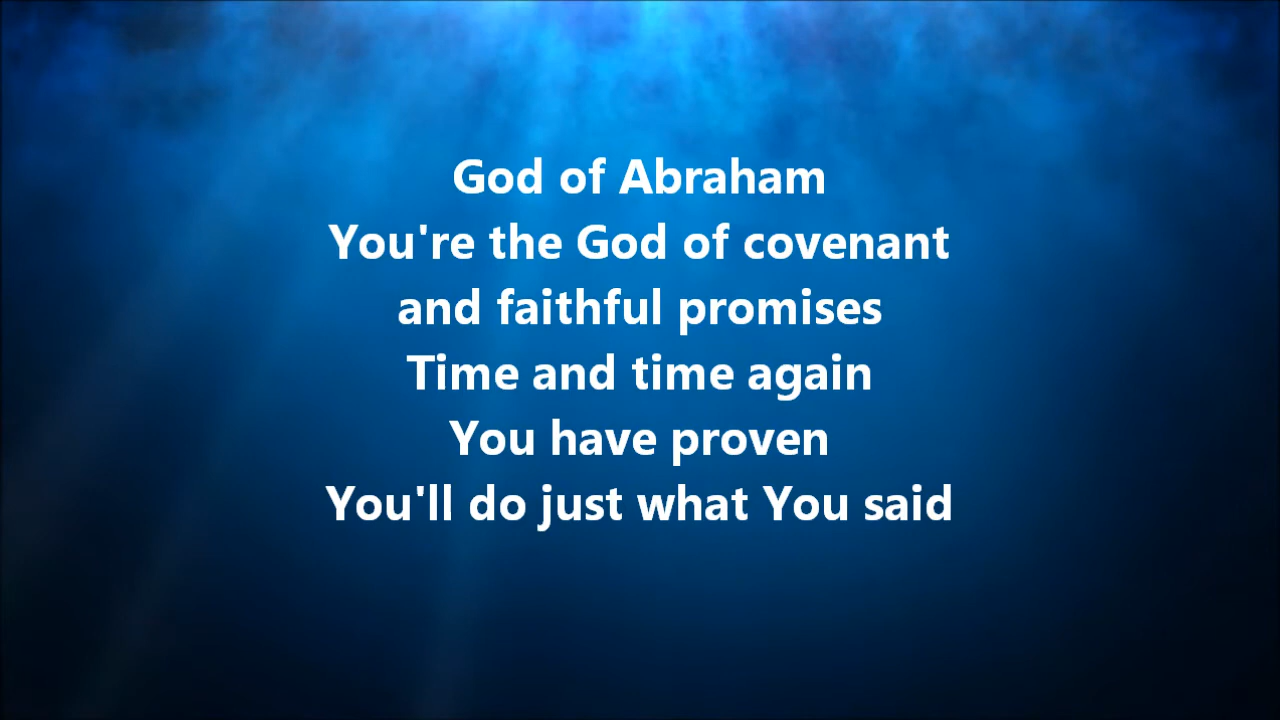 God of Abraham
You're the God of covenant
and faithful promises
Time and time again
You have proven
You'll do just what You said